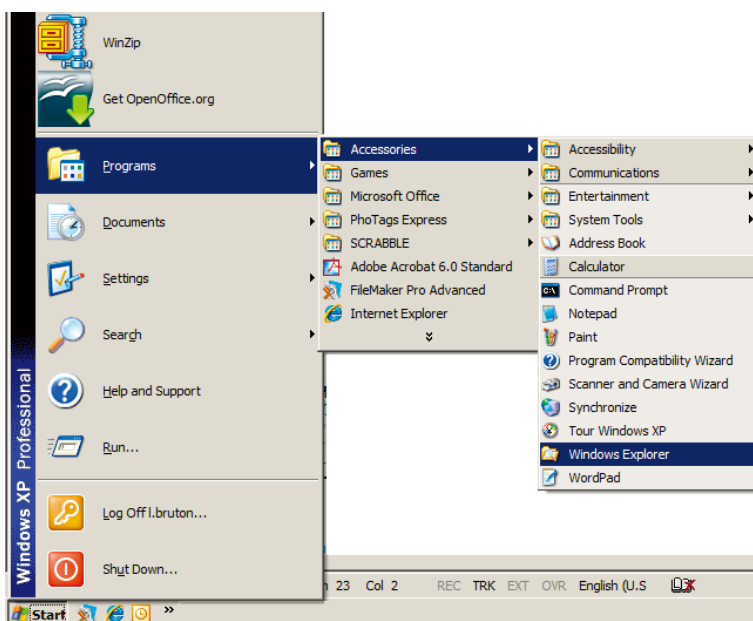 WinZip
Get OpenOffice.org
Programs
Documents
Settings
Search
Help and Support
Run...
Log Off l.bruton...
Shut Down...
Windows XP Professional
Accessories
Games
Microsoft Office
PhoTags Express
SCRABBLE
Adobe Acrobat 6.0 Standard
FileMaker Pro Advanced
Internet Explorer
Accessibility
Communications
Entertainment
System Tools
Address Book
Calculator
Command Prompt
Notepad
Paint
Program Compatibility Wizard
Scanner and Camera Wizard
Synchronize
Tour Windows XP
Windows Explorer
WordPad
23 Col 2 REC TRK EXT OVR English (U.S
Start